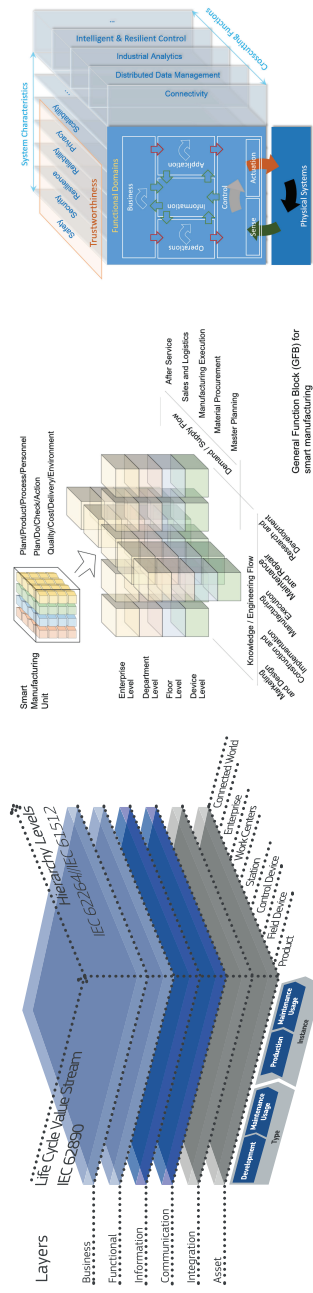 Layers
Life Cycle Value Stream
IEC 62890
Hierarchy Levels
IEC 62264/IEC 61512
Business
Functional
Information
Communication
Integration
Asset
Development
Maintenance
Usage
Production
Maintenance
Usage
Type
Instance
Product
Field Device
Control Device
Station
Work Centers
Enterprise
Connected World
Smart
Manufacturing
Unit
Plant/Product/Process/Personnel
Plan/Do/Check/Action
Quality/Cost/Delivery/Environment
Enterprise
Level
Department
Level
Floor
Level
Device
Level
Knowledge / Engineering Flow
Marketing
and Design
Construction and
Implementation
Manufacturing
Execution
Maintenance
and Repair
Research and
Development
Demand / Supply Flow
Master Planning
Material Procurement
Manufacturing Execution
Sales and Logistics
After Service
General Function Block (GFB) for
smart manufacturing
System Characteristics
Safety
Security
Resilience
Reliability
Privacy
Scalability
...
Trustworthiness
Crosscutting Functions
...
Intelligent & Resilient Control
Industrial Analytics
Distributed Data Management
Connectivity
Functional Domains
Business
Operations
Information
Application
Control
Sense
Actuation
Physical Systems